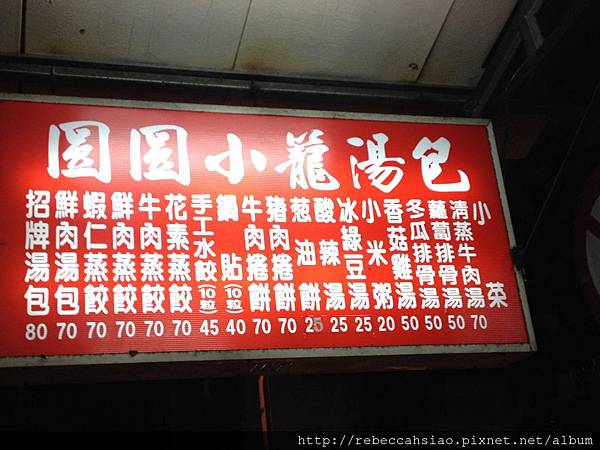 圓圓小籠湯包
招牌湯包 80
鮮肉湯包 70
蝦仁蒸餃 70
鮮肉蒸餃 70
牛肉蒸餃 70
花素蒸餃 70
手工水餃(10粒) 45
鍋貼(10粒) 40
牛肉捲餅 70
豬肉捲餅 70
葱油餅 25
酸辣湯 25
冰綠豆湯 25
小米粥 20
香菇雞湯 50
冬瓜排骨湯 50
蘿蔔排骨湯 50
清蒸牛肉湯 70
小菜
http://rebeccahsiao.pixnet.net/album